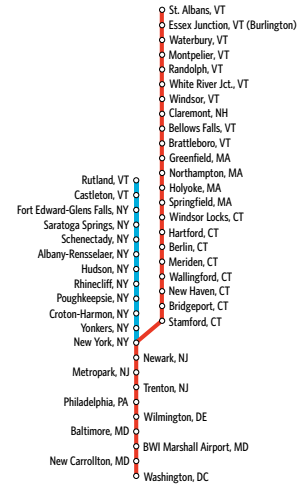 St. Albans, VT
Essex Junction, VT (Burlington)
Waterbury, VT
Montpelier, VT
Randolph, VT
White River Jct., VT
Windsor, VT
Claremont, NH
Bellows Falls, VT
Brattleboro, VT
Greenfield, MA
Northampton, MA
Holyoke, MA
Springfield, MA
Windsor Locks, CT
Hartford, CT
Berlin, CT
Meriden, CT
Wallingford, CT
New Haven, CT
Bridgeport, CT
Stamford, CT
Rutland, VT
Castleton, VT
Fort Edward-Glens Falls, NY
Saratoga Springs, NY
Schenectady, NY
Albany-Rensselaer, NY
Hudson, NY
Rhinecliff, NY
Poughkeepsie, NY
Croton-Harmon, NY
Yonkers, NY
New York, NY
Newark, NJ
Metropark, NJ
Trenton, NJ
Philadelphia, PA
Wilmington, DE
Baltimore, MD
BWI Marshall Airport, MD
New Carrollton, MD
Washington, DC